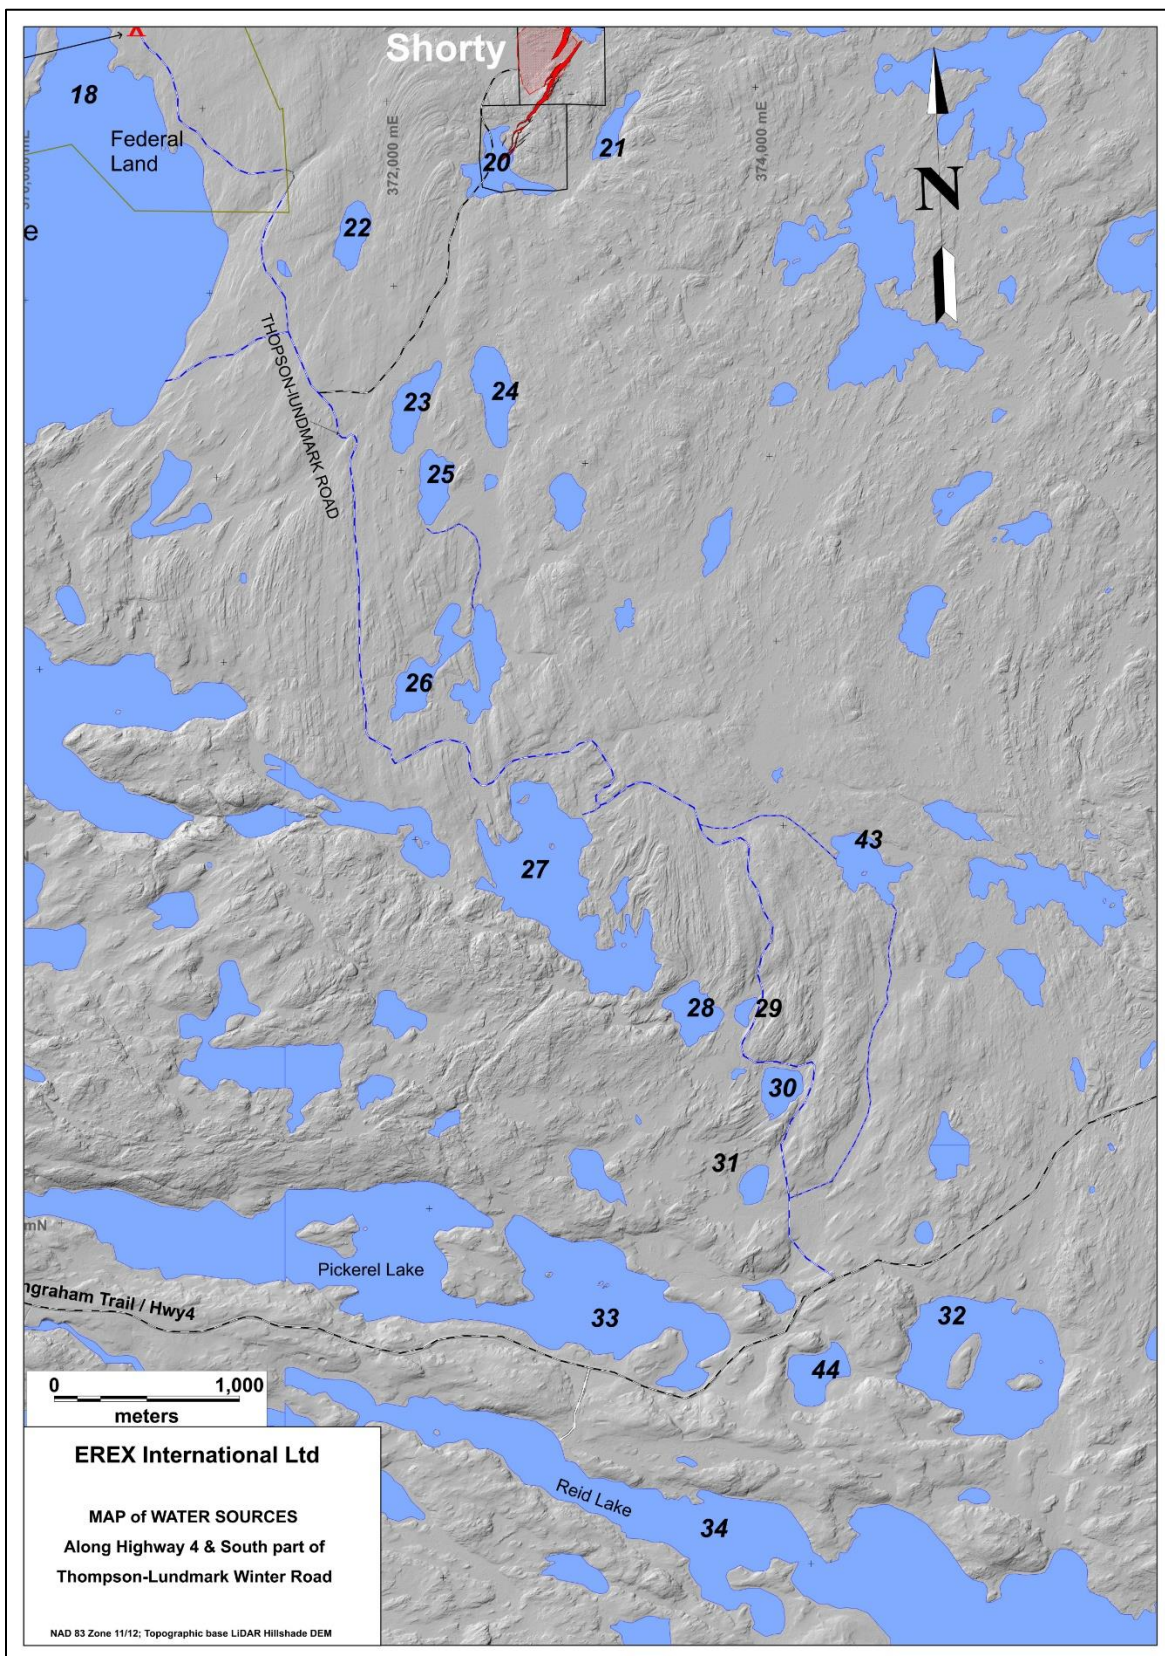 X
Shorty
18
Federal
Land
372,000 mE
374,000 mE
20
21
N
e
22
THOPSON-lUNDMARK ROAD
23
24
25
26
27
43
28
29
30
31
mN
Pickerel Lake
ngraham Trail / Hwy4
33
32
44
0 1,000
meters
Reid Lake
34
EREX International Ltd
MAP of WATER SOURCES
Along Highway 4 & South part of
Thompson-Lundmark Winter Road
NAD 83 Zone 11/12; Topographic base LiDAR Hillshade DEM